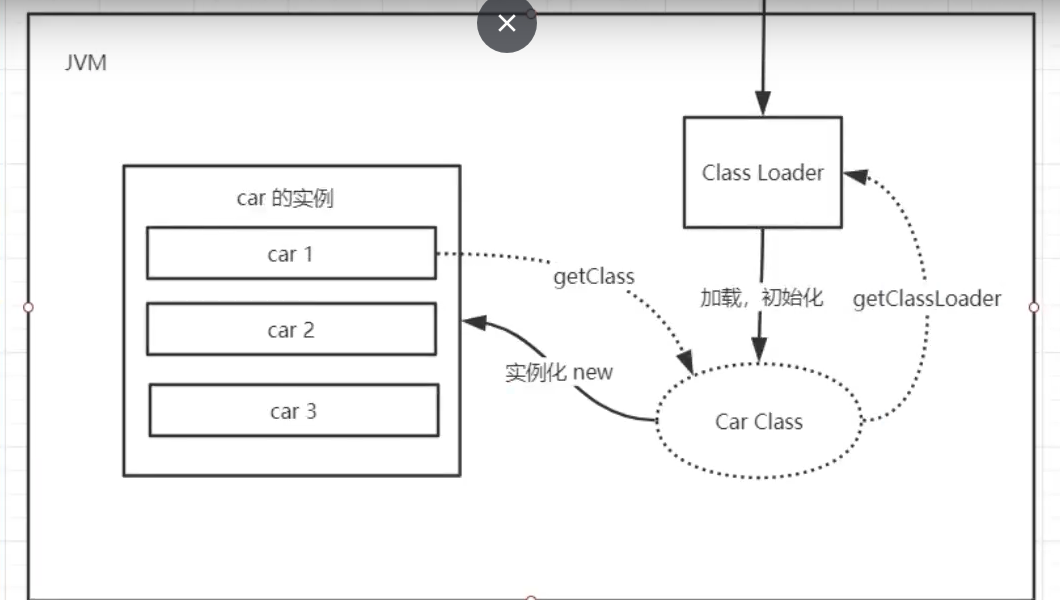 JVM
Class Loader
car 的实例
car 1
getClass
加载，初始化
getClassLoader
car 2
实例化 new
car 3
Car Class